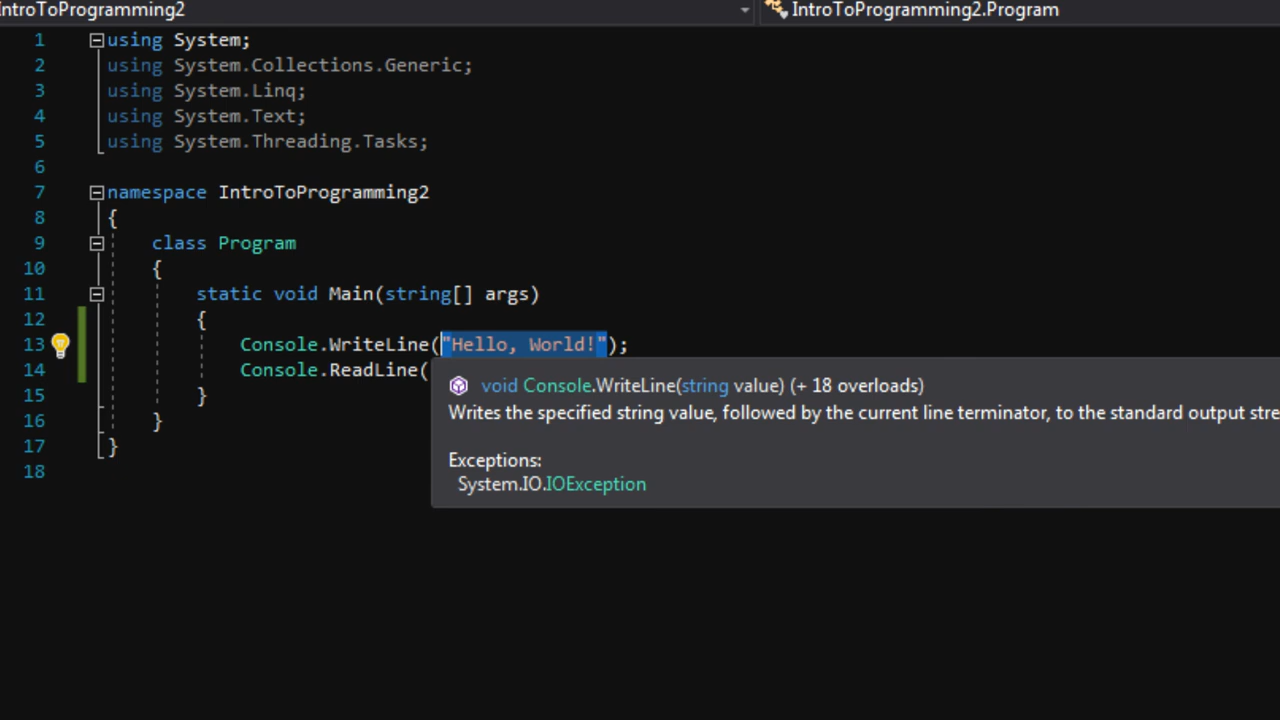 IntroToProgramming2 IntroToProgramming2.Program
1 using System;
2 using System.Collections.Generic;
3 using System.Linq;
4 using System.Text;
5 using System.Threading.Tasks;
6
7 namespace IntroToProgramming2
8 {
9 class Program
10 {
11 static void Main(string[] args)
12 {
13 Console.WriteLine("Hello, World!");
14 Console.ReadLine(
15 }
16 }
17 }
18
void Console.WriteLine(string value) (+ 18 overloads)
Writes the specified string value, followed by the current line terminator, to the standard output stre
Exceptions:
System.IO.IOException